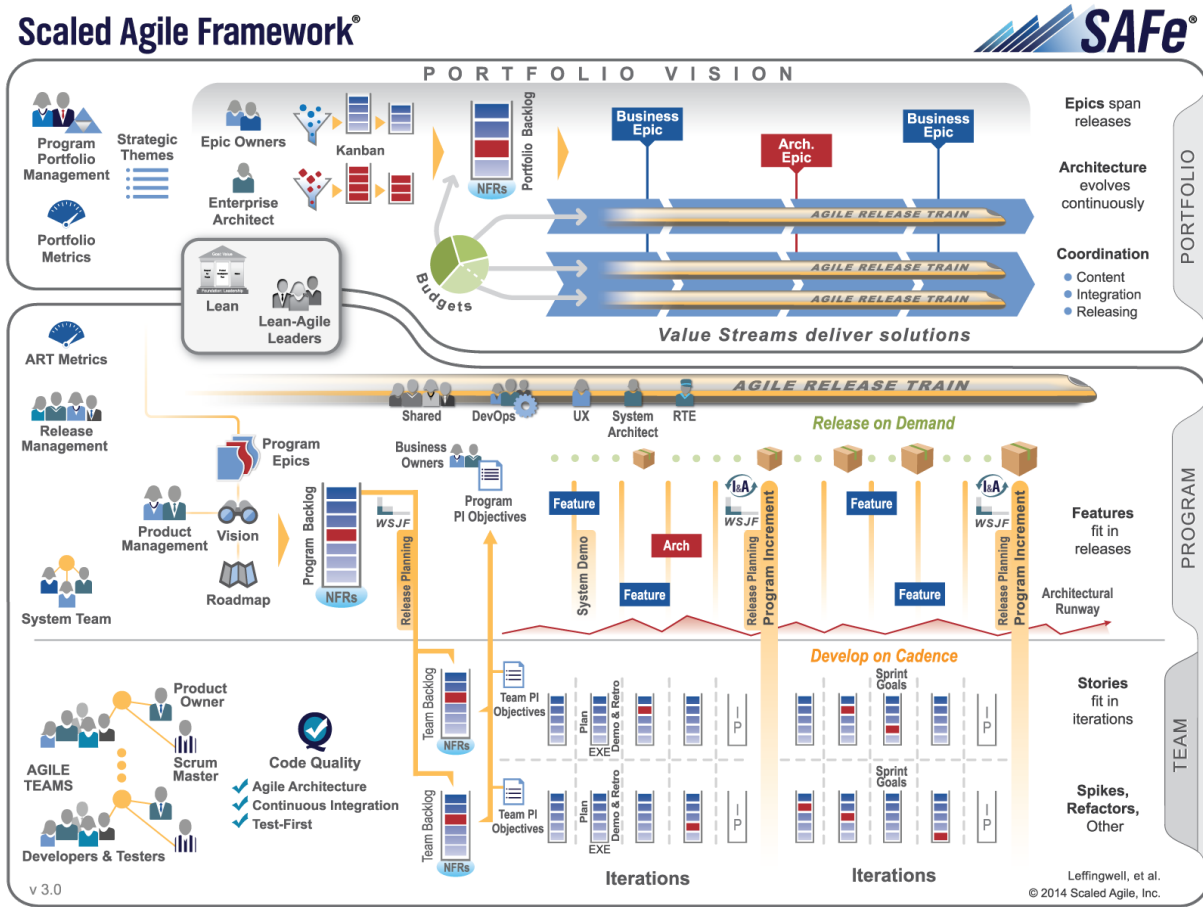 Scaled Agile Framework®
SAFe®
PORTFOLIO VISION
Program
Portfolio
Management
Strategic
Themes
Portfolio
Metrics
Epic Owners
Kanban
Enterprise
Architect
Portfolio Backlog
NFRs
Budgets
Business
Epic
Arch.
Epic
Business
Epic
AGILE RELEASE TRAIN
AGILE RELEASE TRAIN
AGILE RELEASE TRAIN
Value Streams deliver solutions
Epics span
releases
Architecture
evolves
continuously
Coordination
Content
Integration
Releasing
PORTFOLIO
Lean
Lean-Agile
Leaders
ART Metrics
Release
Management
Program
Epics
Product
Management
Vision
Roadmap
System Team
AGILE RELEASE TRAIN
Shared
DevOps
UX
System
Architect
RTE
Release on Demand
Business
Owners
Program
PI Objectives
Program Backlog
NFRs
WSJF
Release Planning
Feature
System Demo
Feature
Arch
I&A
WSJF
Release Planning
Program Increment
Feature
Feature
I&A
WSJF
Release Planning
Program Increment
Features
fit in
releases
Architectural
Runway
PROGRAM
Develop on Cadence
Product
Owner
Scrum
Master
AGILE
TEAMS
Developers & Testers
Code Quality
Agile Architecture
Continuous Integration
Test-First
Team Backlog
NFRs
Team PI
Objectives
Plan
EXE
Demo & Retro
I
P
Sprint
Goals
I
P
Stories
fit in
iterations
Team Backlog
NFRs
Team PI
Objectives
Plan
EXE
Demo & Retro
I
P
Sprint
Goals
I
P
Spikes,
Refactors,
Other
TEAM
Iterations
Iterations
v 3.0
Leffingwell, et al.
© 2014 Scaled Agile, Inc.